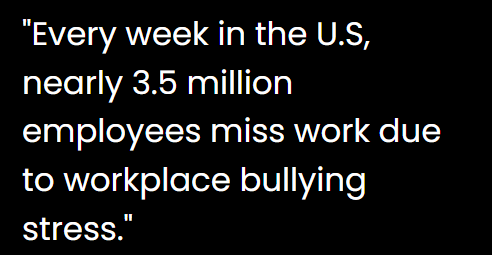 "Every week in the U.S,
nearly 3.5 million
employees miss work due
to workplace bullying
stress."